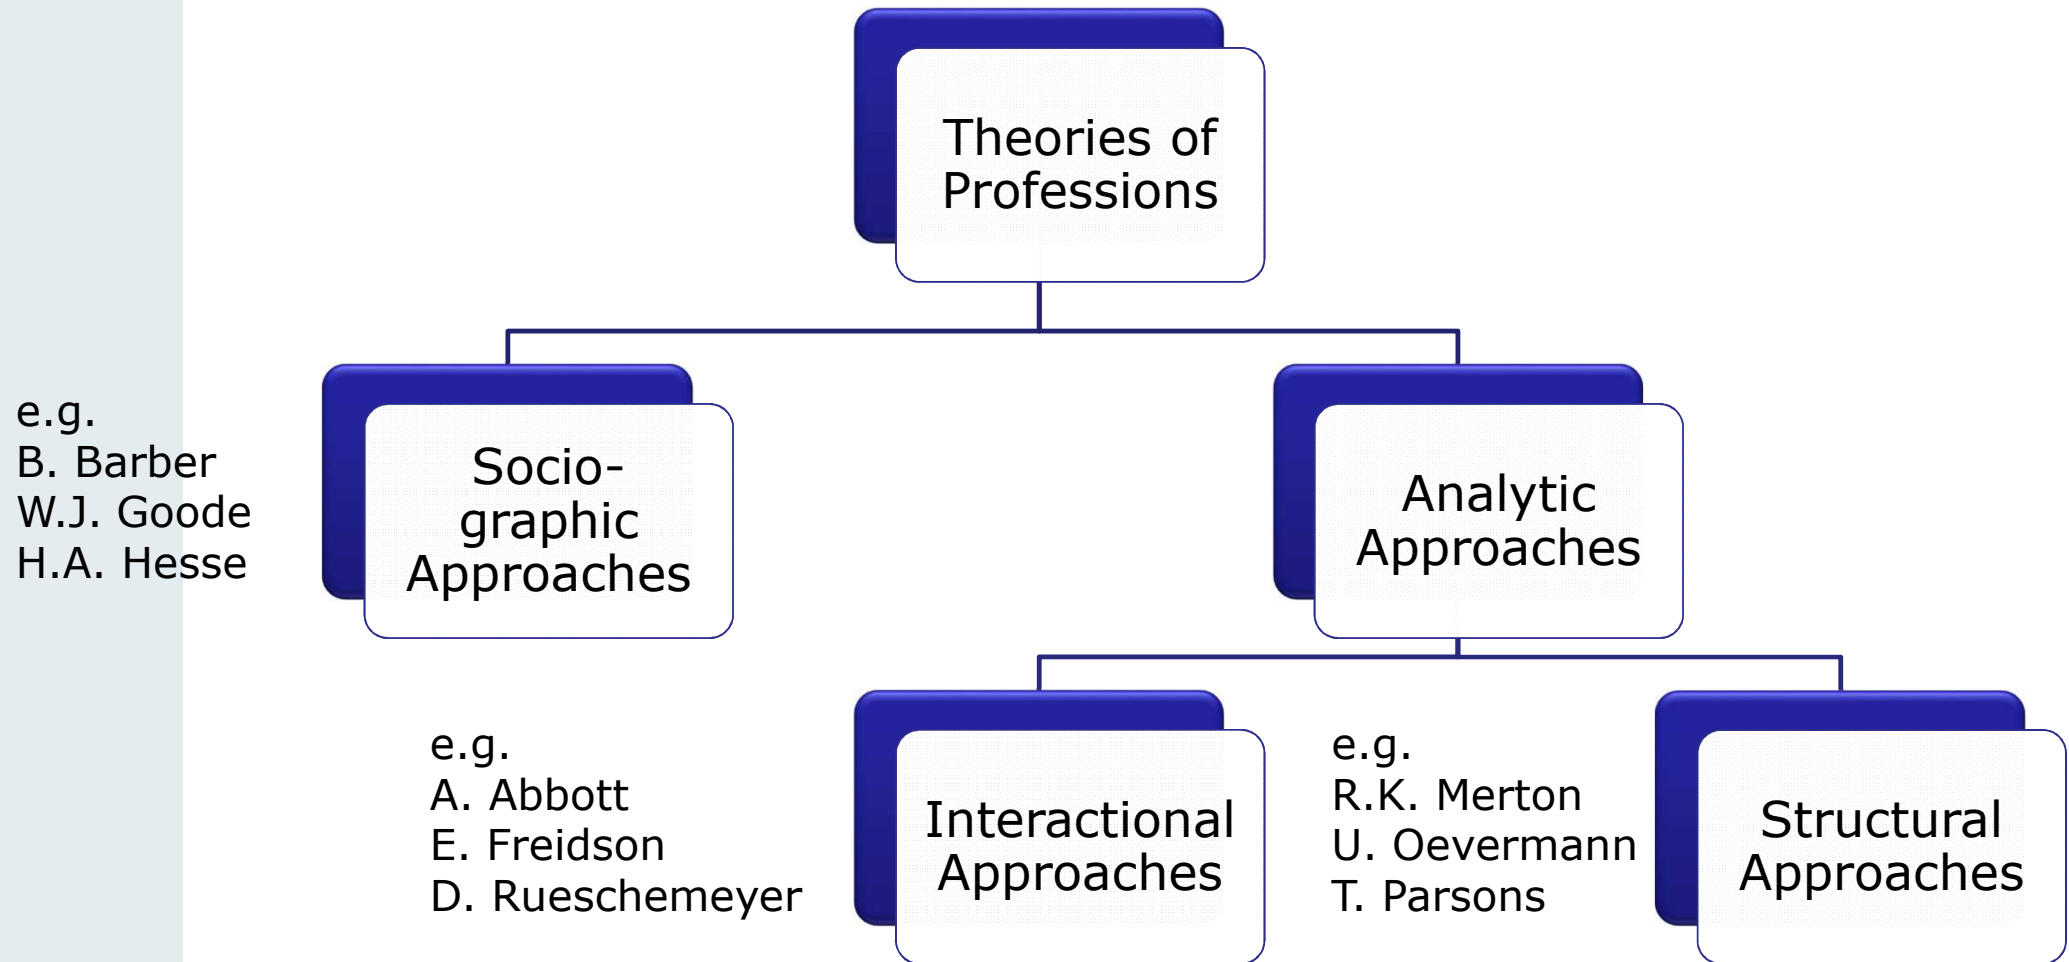 Theories of
Professions
e.g.
B. Barber
W.J. Goode
H.A. Hesse
Socio-
graphic
Approaches
Analytic
Approaches
e.g.
A. Abbott
E. Freidson
D. Rueschemeyer
Interactional
Approaches
e.g.
R.K. Merton
U. Oevermann
T. Parsons
Structural
Approaches